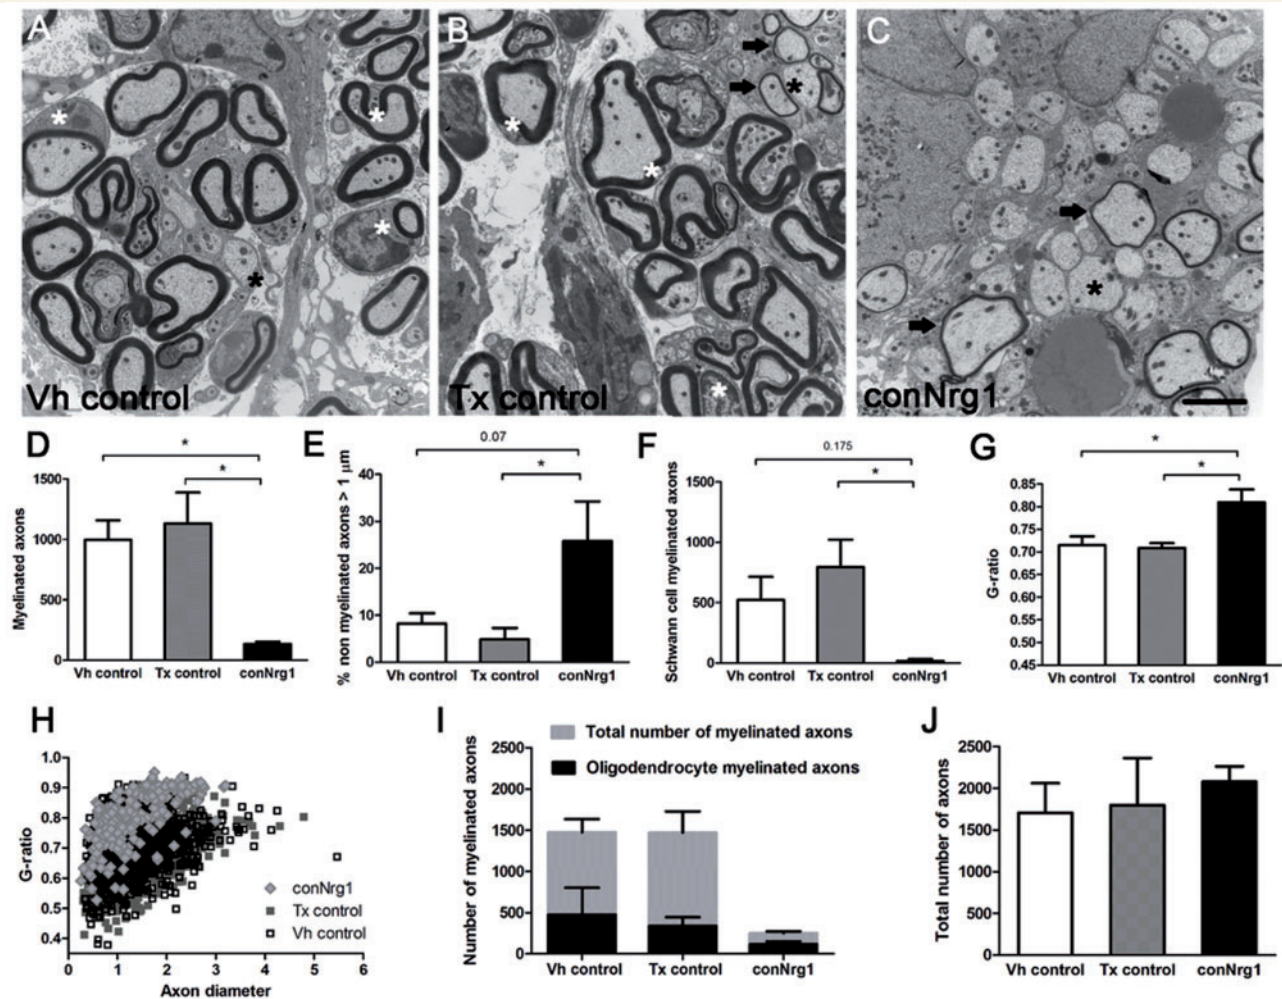 A
B
C
*
*
*
*
*
*
*
*
*
Vh control
Tx control
conNrg1
D
*
*
Myelinated axons
1500
1000
500
0
Vh control
Tx control
conNrg1
E
0.07
*
% non myelinated axons > 1 µm
40
30
20
10
0
Vh control
Tx control
conNrg1
F
0.175
*
Schwann cell myelinated axons
1500
1000
500
0
Vh control
Tx control
conNrg1
G
*
*
G-ratio
0.85
0.80
0.75
0.70
0.65
0.60
0.55
0.50
0.45
Vh control
Tx control
conNrg1
H
G-ratio
1.0
0.9
0.8
0.7
0.6
0.5
0.4
conNrg1
Tx control
Vh control
0 1 2 3 4 5 6
Axon diameter
I
Total number of myelinated axons
Oligodendrocyte myelinated axons
Number of myelinated axons
2500
2000
1500
1000
500
0
Vh control
Tx control
conNrg1
J
Total number of axons
2500
2000
1500
1000
500
0
Vh control
Tx control
conNrg1